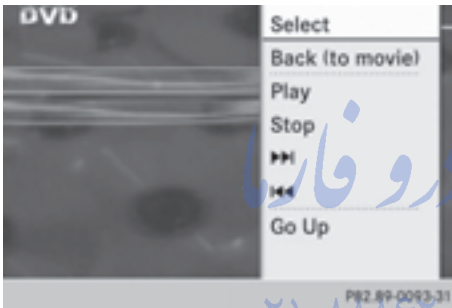 DVD
Select
Back (to movie)
Play
Stop
Go Up
P82.89-0093-31